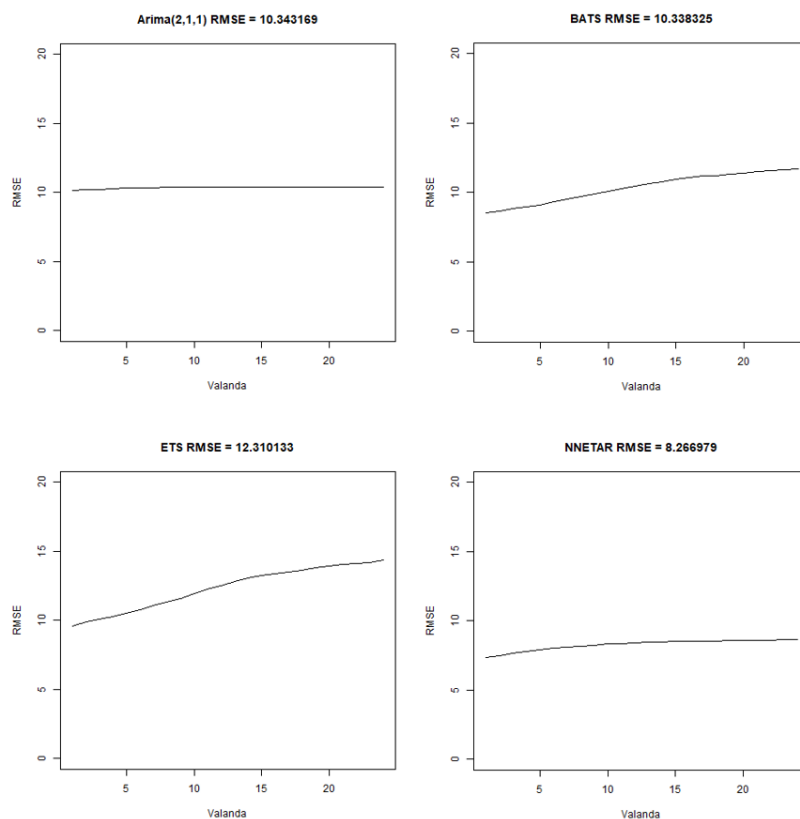 Arima(2,1,1) RMSE = 10.343169
20
15
10
5
0
RMSE
5 10 15 20
Valanda
BATS RMSE = 10.338325
20
15
10
5
0
RMSE
5 10 15 20
Valanda
ETS RMSE = 12.310133
20
15
10
5
0
RMSE
5 10 15 20
Valanda
NNETAR RMSE = 8.266979
20
15
10
5
0
RMSE
5 10 15 20
Valanda